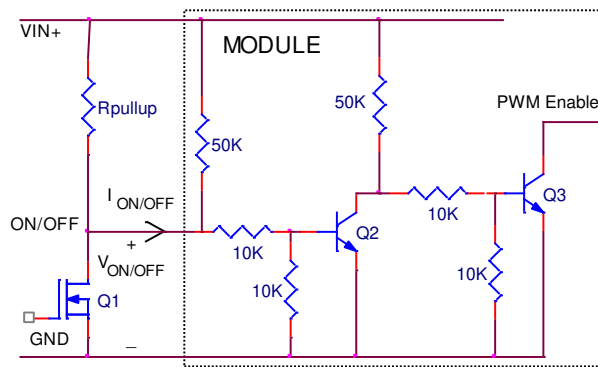 VIN+
MODULE
Rpullup
50K
50K
PWM Enable
I ON/OFF
ON/OFF
+
V ON/OFF
10K
10K
Q2
10K
Q3
10K
Q1
GND
–